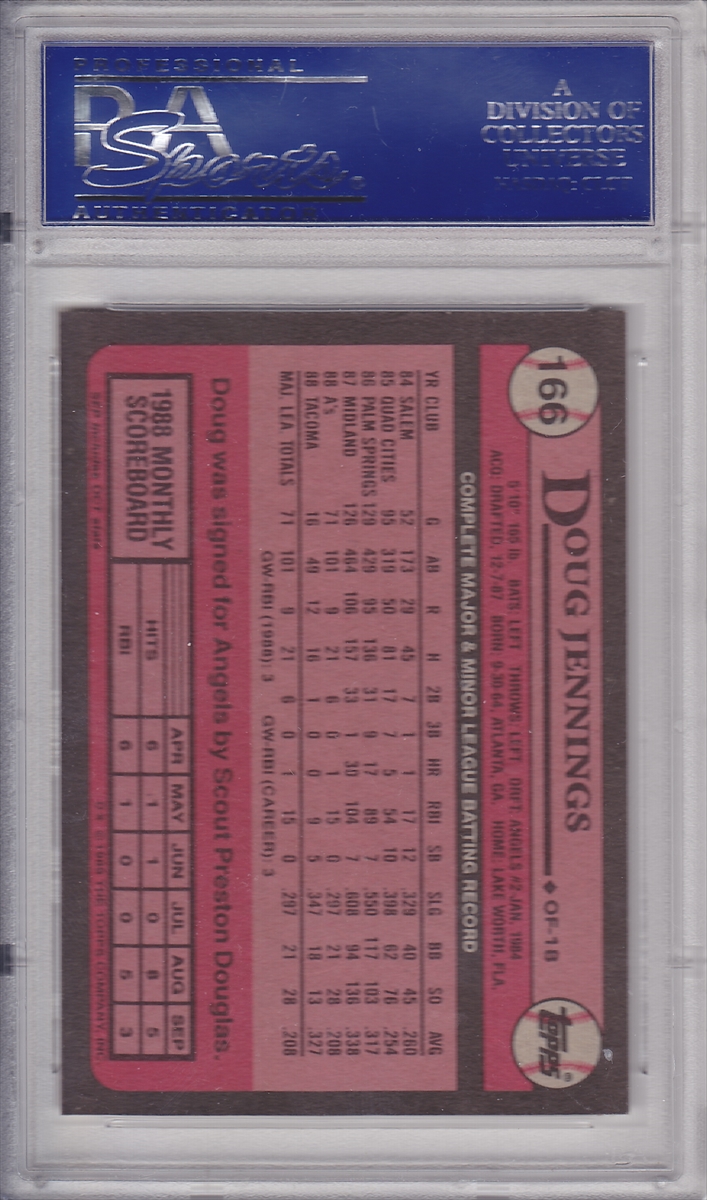 PROFESSIONAL
PSA
Sports
AUTHENTICATOR
A
DIVISION OF
COLLECTORS
UNIVERSE
NASDAQ: CLCT
166
DOUG JENNINGS ♦ OF-1B
topps®
5'10" 165 lb. BATS: LEFT THROWS: LEFT DRFT: ANGELS #2 JAN. 1984
ACQ: DRAFTED, 12-7-87 BORN: 9-30-64, ATLANTA, GA. HOME: LAKE WORTH, FLA.
COMPLETE MAJOR & MINOR LEAGUE BATTING RECORD
YR CLUB G AB R H 2B 3B HR RBI SB SLG BB SO AVG
84 SALEM 52 173 29 45 7 1 1 17 12 .329 40 45 .260
85 QUAD CITIES 95 319 50 81 17 7 5 54 10 .398 62 76 .254
86 PALM SPRINGS 129 429 95 136 31 9 17 89 7 .550 117 103 .317
87 MIDLAND 126 464 106 157 33 1 30 104 7 .608 94 136 .338
88 A's 71 101 9 21 6 0 1 15 0 .297 21 28 .208
88 TACOMA 16 49 12 16 1 0 0 9 5 .347 18 13 .327
MAJ. LEA. TOTALS 71 101 9 21 6 0 1 15 0 .297 21 28 .208
GW-RBI (1988): 3 GW-RBI (CAREER): 3
Doug was signed for Angels by Scout Preston Douglas.
1988 MONTHLY
SCOREBOARD
APR MAY JUN JUL AUG SEP
HITS 6 1 1 0 8 5
RBI 6 1 0 0 5 3
© 1989 THE TOPPS COMPANY, INC.